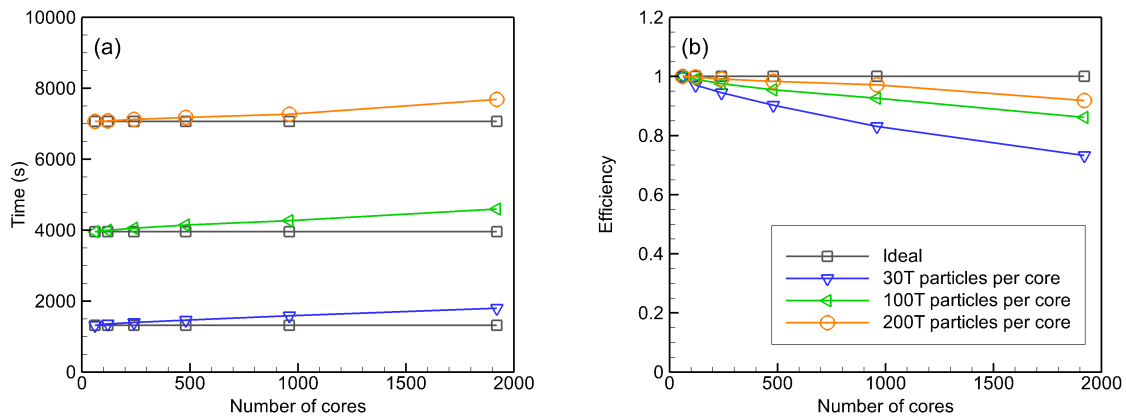 (a)
10000
8000
6000
4000
2000
0
Time (s)
0
500
1000
1500
2000
Number of cores
(b)
1.2
1
0.8
0.6
0.4
0.2
0
Efficiency
Ideal
30T particles per core
100T particles per core
200T particles per core
0
500
1000
1500
2000
Number of cores